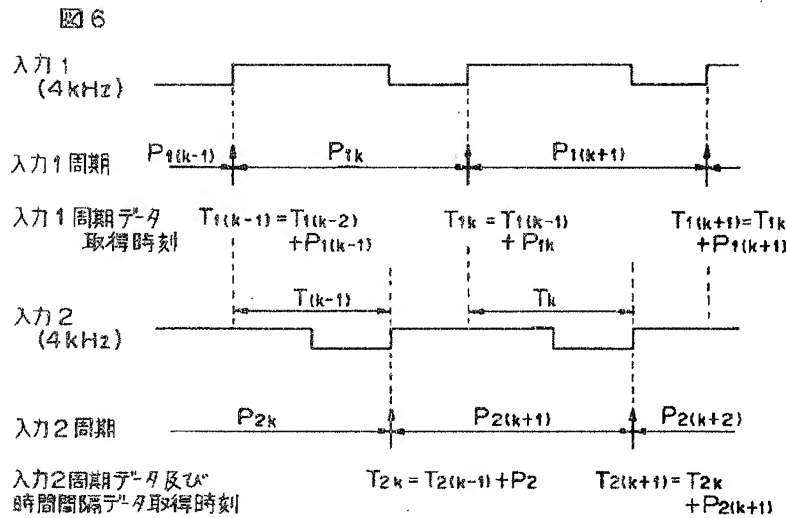 図6
入力1
(4kHz)
入力1周期
P1(k-1)
P1k
P1(k+1)
入力1周期データ
取得時刻
T1(k-1)=T1(k-2)
+P1(k-1)
T1k=T1(k-1)
+P1k
T1(k+1)=T1k
+P1(k+1)
T(k-1)
Tk
入力2
(4kHz)
入力2周期
P2k
P2(k+1)
P2(k+2)
入力2周期データ及び
時間間隔データ取得時刻
T2k=T2(k-1)+P2
T2(k+1)=T2k
+P2(k+1)